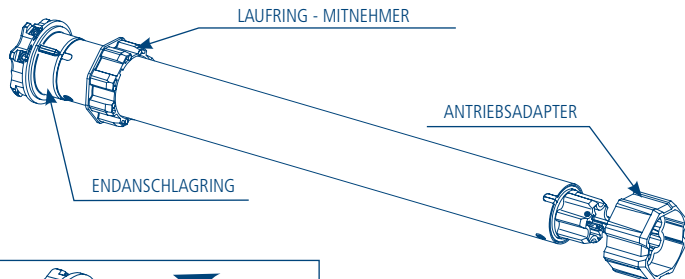 LAUFRING - MITNEHMER
ANTRIEBSADAPTER
ENDANSCHLAGRING